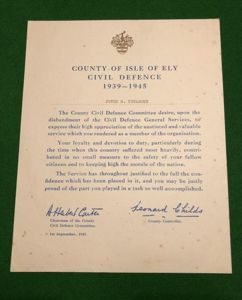 COUNTY OF ISLE OF ELY
CIVIL DEFENCE
1939-1945
The County Civil Defence Committee desire, upon the
disbandment of the Civil Defence General Services, to
express their high appreciation of the sustained and valuable
service which you rendered as a member of the organisation.
Your loyalty and devotion to duty, particularly during
the time when this country suffered most heavily, contri-
buted in no small measure to the safety of your fellow
citizens and to keeping high the morale of the nation.
The Service has throughout justified to the full the con-
fidence which has been placed in it, and you may be justly
proud of the part you played in a task so well accomplished.
Leonard Childs
Chairman of the County
Civil Defence Committee.
County Controller.
1st September, 1945